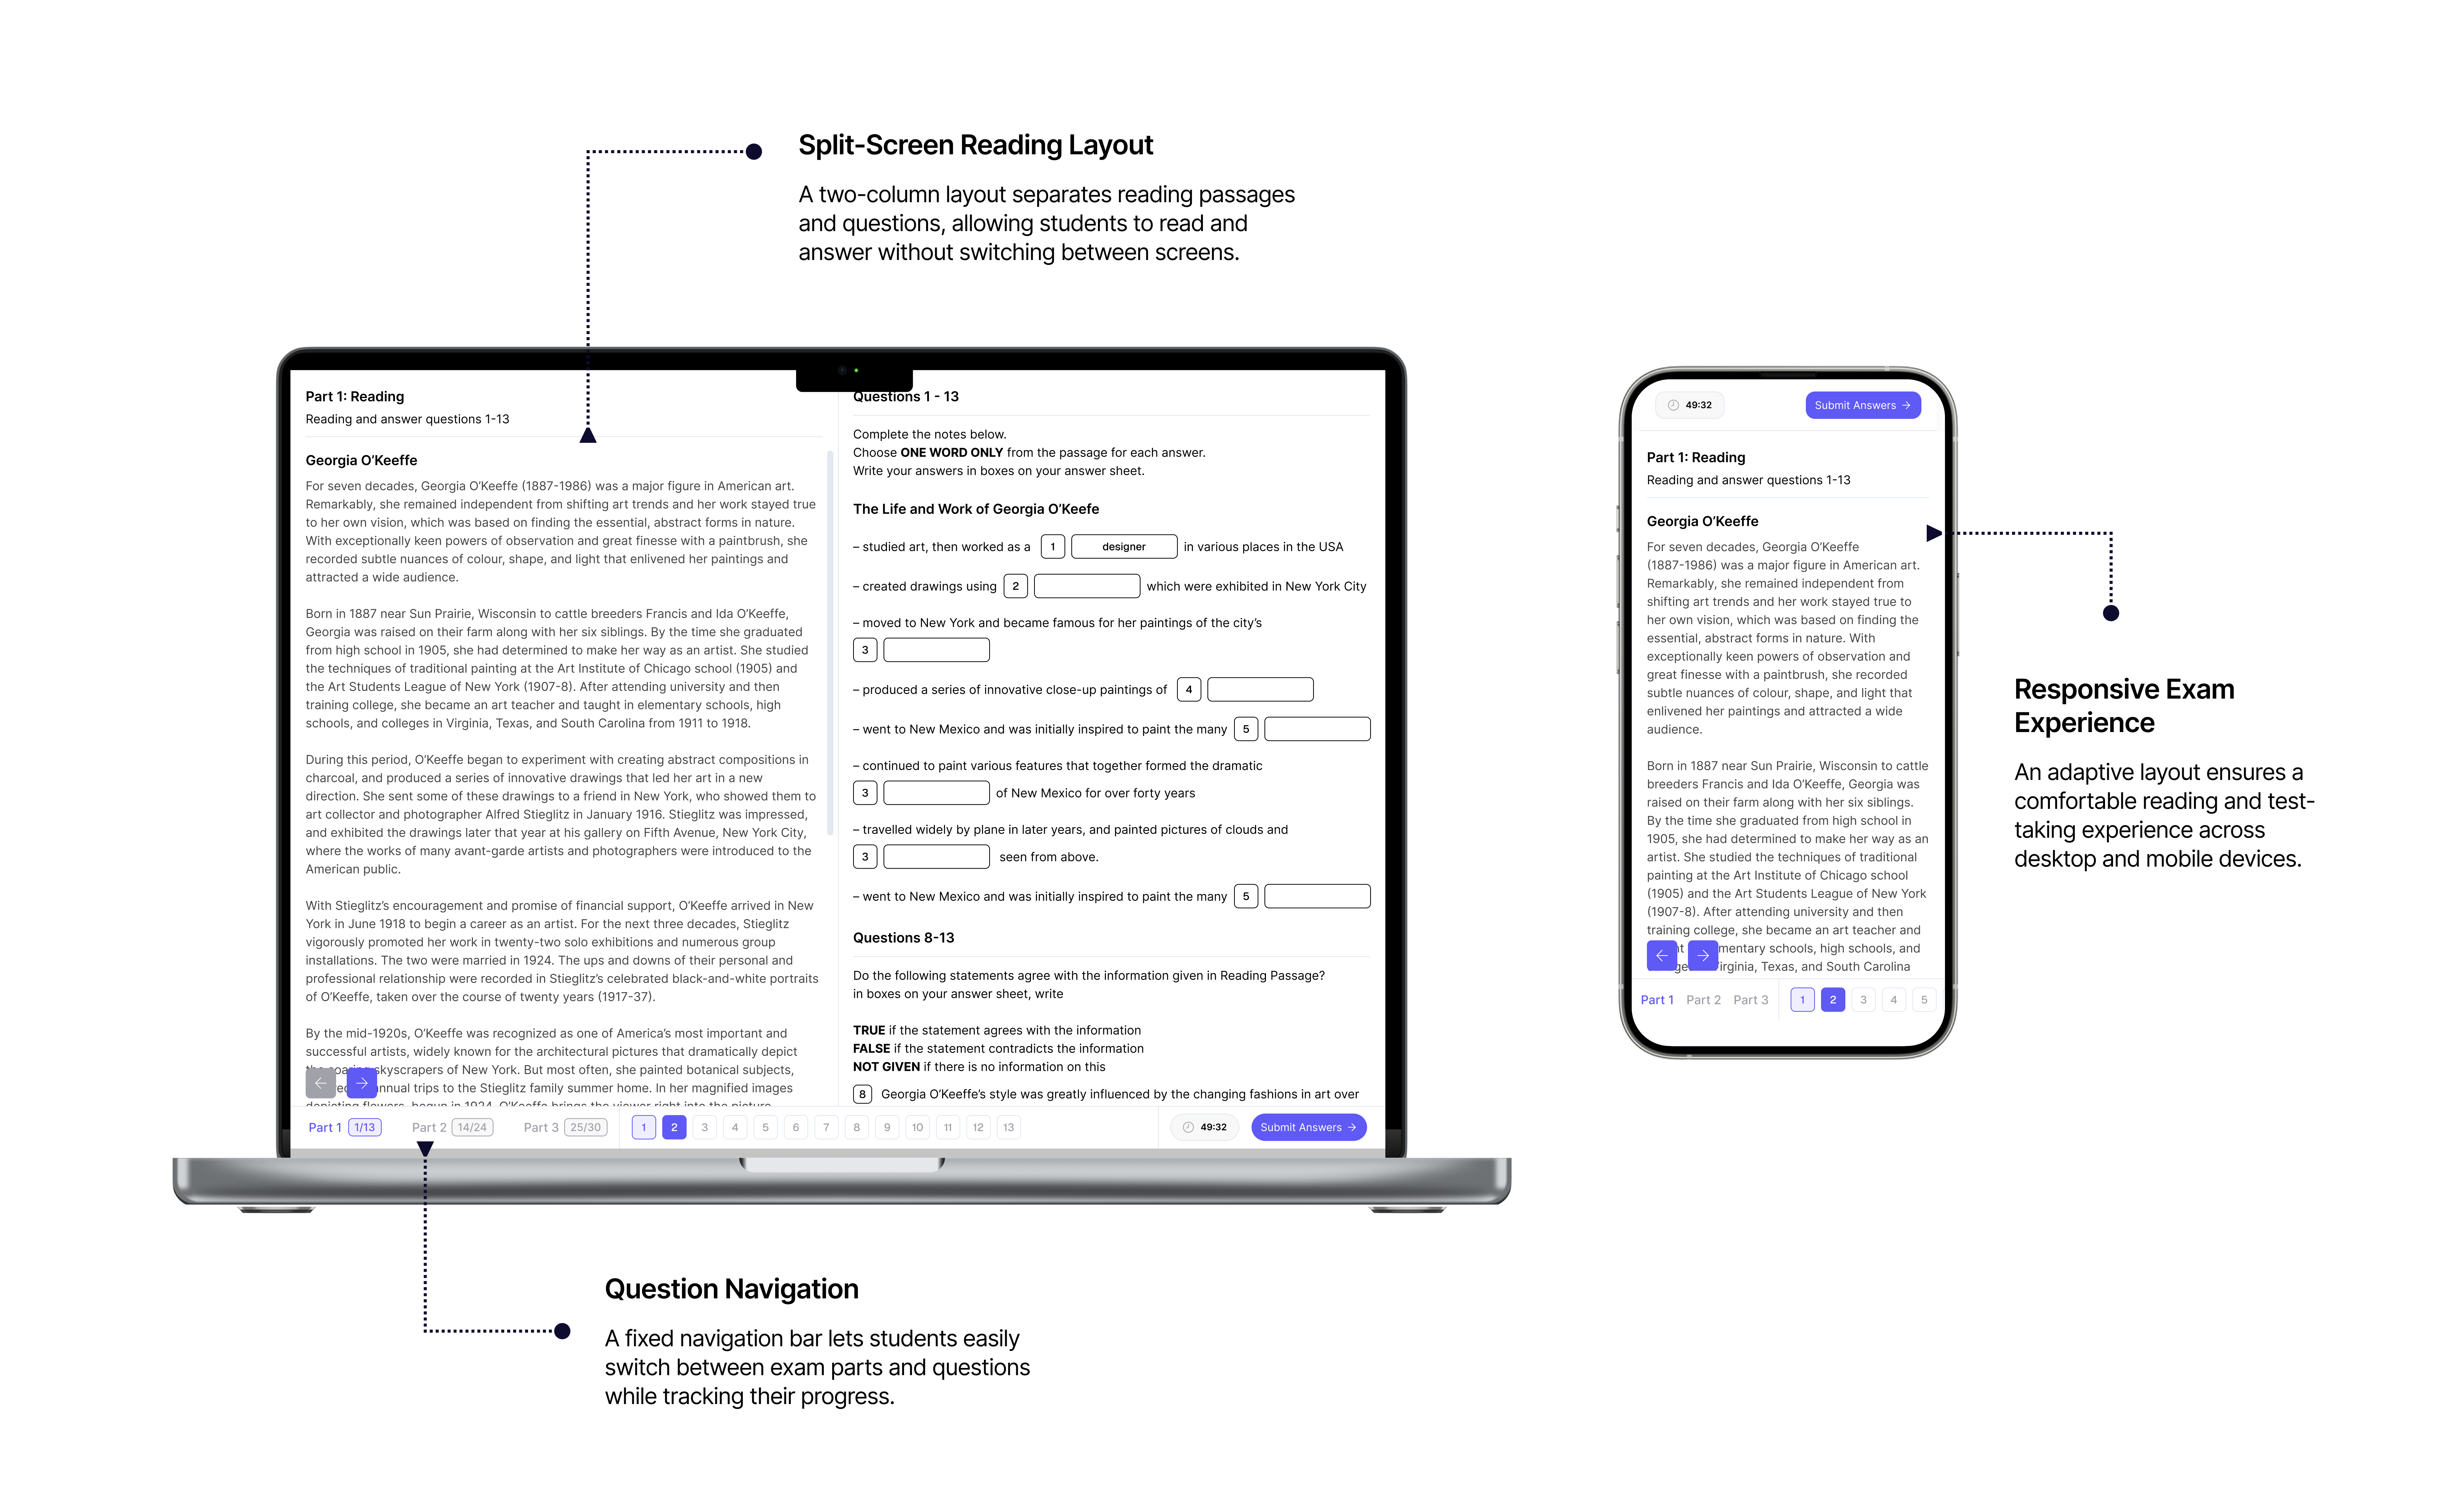 Split-Screen Reading Layout
A two-column layout separates reading passages
and questions, allowing students to read and
answer without switching between screens.
Part 1: Reading
Reading and answer questions 1-13
Georgia O'Keeffe
For seven decades, Georgia O'Keeffe (1887-1986) was a major figure in American art.
Remarkably, she remained independent from shifting art trends and her work stayed true
to her own vision, which was based on finding the essential, abstract forms in nature.
With exceptionally keen powers of observation and great finesse with a paintbrush, she
recorded subtle nuances of colour, shape, and light that enlivened her paintings and
attracted a wide audience.
Born in 1887 near Sun Prairie, Wisconsin to cattle breeders Francis and Ida O'Keeffe,
Georgia was raised on their farm along with her six siblings. By the time she graduated
from high school in 1905, she had determined to make her way as an artist. She studied
the techniques of traditional painting at the Art Institute of Chicago school (1905) and
the Art Students League of New York (1907-8). After attending university and then
training college, she became an art teacher and taught in elementary schools, high
schools, and colleges in Virginia, Texas, and South Carolina from 1911 to 1918.
During this period, O'Keeffe began to experiment with creating abstract compositions in
charcoal, and produced a series of innovative drawings that led her art in a new
direction. She sent some of these drawings to a friend in New York, who showed them to
art collector and photographer Alfred Stieglitz in January 1916. Stieglitz was impressed,
and exhibited the drawings later that year at his gallery on Fifth Avenue, New York City,
where the works of many avant-garde artists and photographers were introduced to the
American public.
With Stieglitz's encouragement and promise of financial support, O'Keeffe arrived in New
York in June 1918 to begin a career as an artist. For the next three decades, Stieglitz
vigorously promoted her work in twenty-two solo exhibitions and numerous group
installations. The two were married in 1924. The ups and downs of their personal and
professional relationship were recorded in Stieglitz's celebrated black-and-white portraits
of O'Keeffe, taken over the course of twenty years (1917-37).
By the mid-1920s, O'Keeffe was recognized as one of America's most important and
successful artists, widely known for the architectural pictures that dramatically depict
skyscrapers of New York. But most often, she painted botanical subjects,
annual trips to the Stieglitz family summer home. In her magnified images
depicting flowers, begun in 1924, O'Keeffe brings the viewer right into the picture.
Questions 1 - 13
Complete the notes below.
Choose ONE WORD ONLY from the passage for each answer.
Write your answers in boxes on your answer sheet.
The Life and Work of Georgia O'Keefe
– studied art, then worked as a 1 designer in various places in the USA
– created drawings using 2 which were exhibited in New York City
– moved to New York and became famous for her paintings of the city's
3
– produced a series of innovative close-up paintings of 4
– went to New Mexico and was initially inspired to paint the many 5
– continued to paint various features that together formed the dramatic
3 of New Mexico for over forty years
– travelled widely by plane in later years, and painted pictures of clouds and
3 seen from above.
– went to New Mexico and was initially inspired to paint the many 5
Questions 8-13
Do the following statements agree with the information given in Reading Passage?
in boxes on your answer sheet, write
TRUE if the statement agrees with the information
FALSE if the statement contradicts the information
NOT GIVEN if there is no information on this
8 Georgia O'Keeffe's style was greatly influenced by the changing fashions in art over
Part 1 1/13 Part 2 14/24 Part 3 25/30 1 2 3 4 5 6 7 8 9 10 11 12 13 49:32 Submit Answers →
49:32 Submit Answers →
Part 1: Reading
Reading and answer questions 1-13
Georgia O'Keeffe
For seven decades, Georgia O'Keeffe
(1887-1986) was a major figure in American art.
Remarkably, she remained independent from
shifting art trends and her work stayed true to
her own vision, which was based on finding the
essential, abstract forms in nature. With
exceptionally keen powers of observation and
great finesse with a paintbrush, she recorded
subtle nuances of colour, shape, and light that
enlivened her paintings and attracted a wide
audience.
Born in 1887 near Sun Prairie, Wisconsin to cattle
breeders Francis and Ida O'Keeffe, Georgia was
raised on their farm along with her six siblings.
By the time she graduated from high school in
1905, she had determined to make her way as an
artist. She studied the techniques of traditional
painting at the Art Institute of Chicago school
(1905) and the Art Students League of New York
(1907-8). After attending university and then
training college, she became an art teacher and
schools, high schools, and
Texas, and South Carolina
Part 1 Part 2 Part 3 1 2 3 4 5
Responsive Exam
Experience
An adaptive layout ensures a
comfortable reading and test-
taking experience across
desktop and mobile devices.
Question Navigation
A fixed navigation bar lets students easily
switch between exam parts and questions
while tracking their progress.